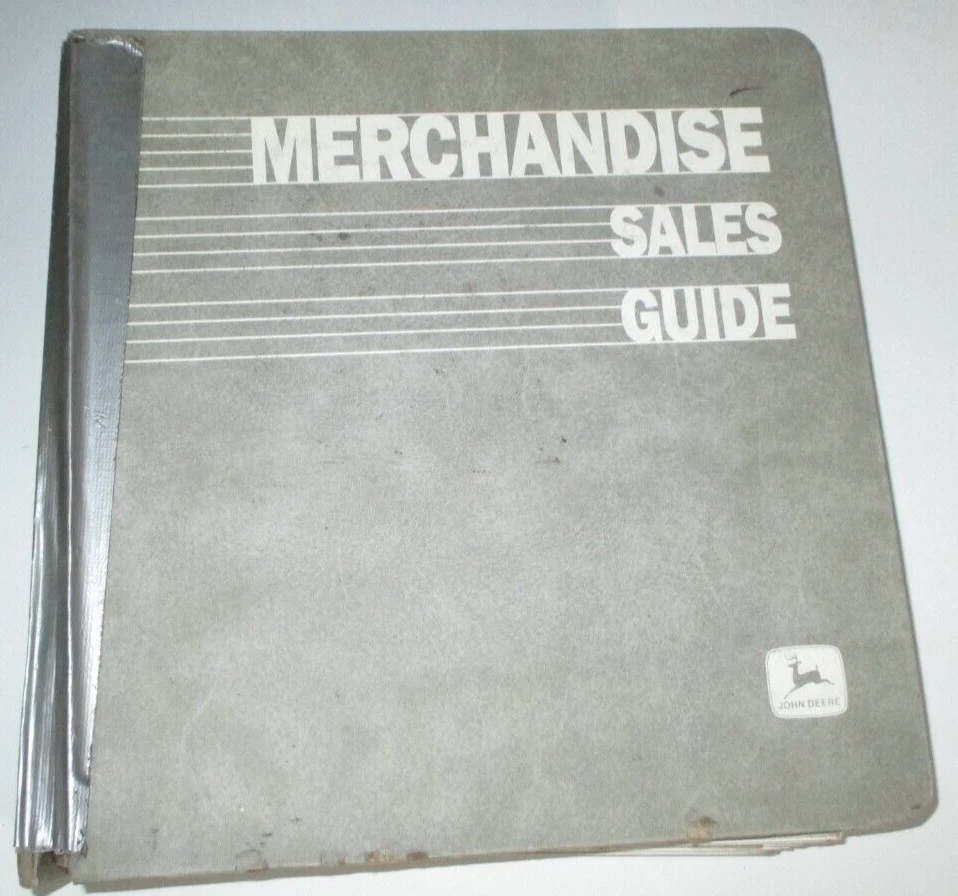 MERCHANDISE
SALES
GUIDE
JOHN DEERE